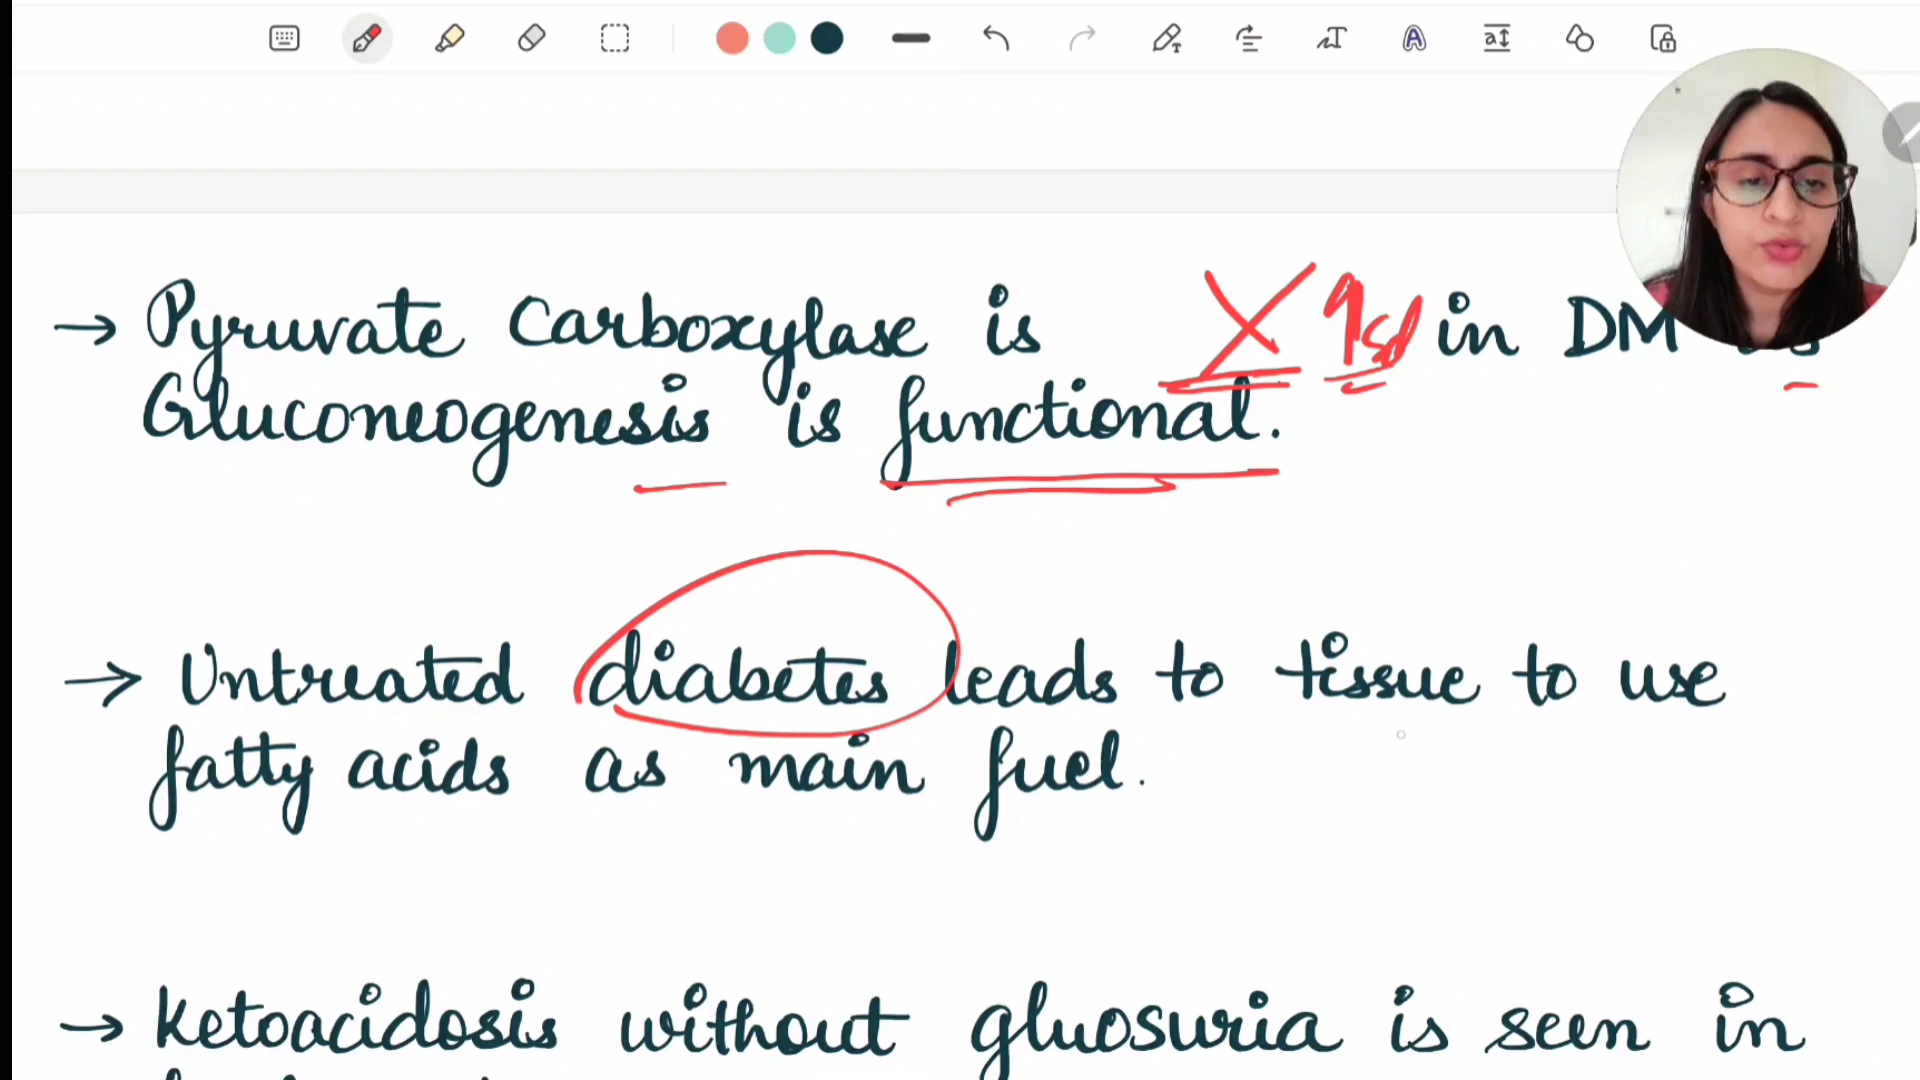 → Pyruvate Carboxylase is X ↑sd in DM as
Gluconeogenesis is functional.
→ Untreated diabetes leads to tissue to use
fatty acids as main fuel.
→ Ketoacidosis without gluosuria is seen in